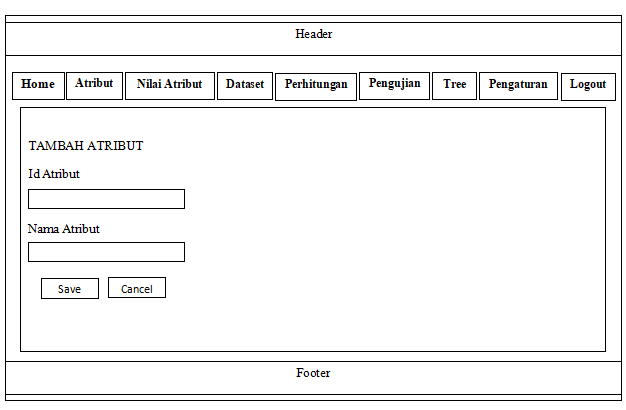 Header
Home Atribut Nilai Atribut Dataset Perhitungan Pengujian Tree Pengaturan Logout
TAMBAH ATRIBUT
Id Atribut
Nama Atribut
Save Cancel
Footer